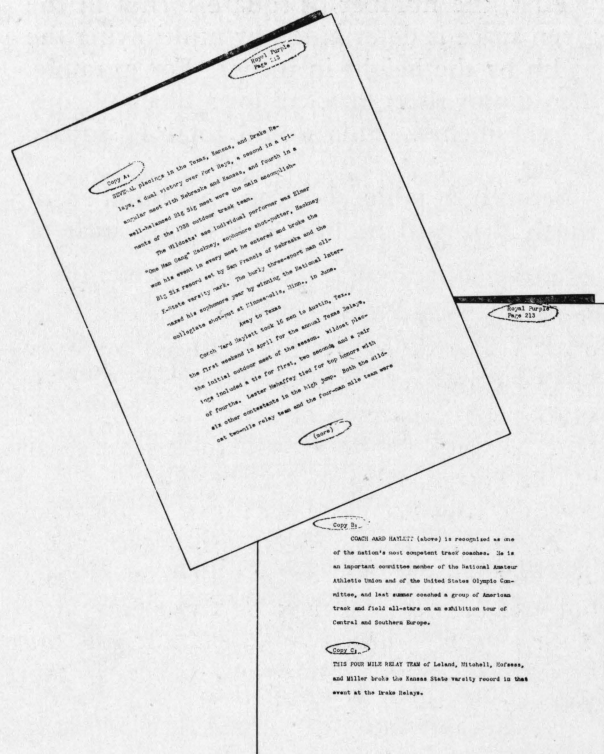 Royal Purple
Page 213
Copy A:
SEVERAL placings in the Texas, Kansas, and Drake Re-
lays, a dual victory over Fort Hays, a second in a tri-
angular meet with Nebraska and Kansas, and fourth in a
well-balanced Big Six meet were the main accomplish-
ments of the 1938 outdoor track team.
The Wildcats' ace individual performer was Elmer
"One Man Gang" Hackney, sophomore shot-putter. Hackney
won his event in every meet he entered and broke the
Big Six record set by Sam Francis of Nebraska and the
K-State varsity mark. The burly three-sport man cli-
maxed his sophomore year by winning the National Inter-
collegiate shot-put at Minneapolis, Minn., in June.
Away to Texas
Coach Ward Haylett took 16 men to Austin, Tex.,
the first weekend in April for the annual Texas Relays,
the initial outdoor meet of the season. Wildcat plac-
ings included a tie for first, two seconds and a pair
of fourths. Lester Mehaffey tied for top honors with
six other contestants in the high jump. Both the Wild-
cat two-mile relay team and the four-man mile team were
(more)
Royal Purple
Page 213
Copy B:
COACH WARD HAYLETT (above) is recognized as one
of the nation's most competent track coaches. He is
an important committee member of the National Amateur
Athletic Union and of the United States Olympic Com-
mittee, and last summer coached a group of American
track and field all-stars on an exhibition tour of
Central and Southern Europe.
Copy C:
THIS FOUR MILE RELAY TEAM of Leland, Mitchell, Hofsess,
and Miller broke the Kansas State varsity record in that
event at the Drake Relays.